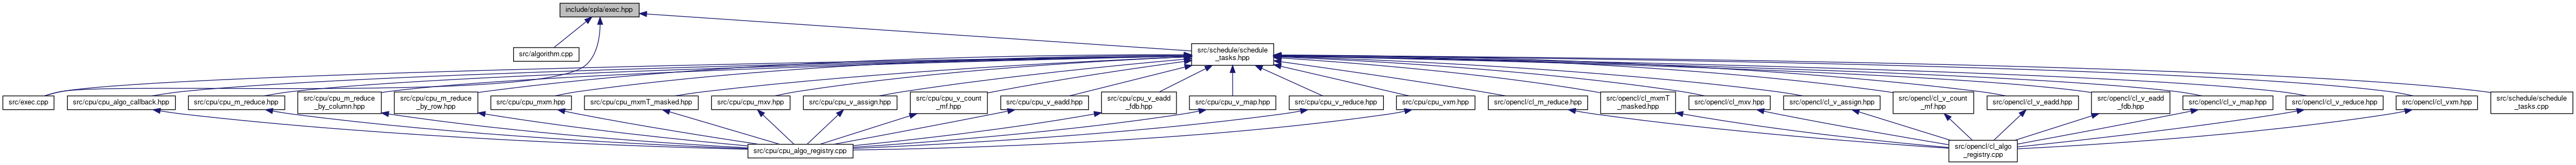 include/spla/exec.hpp
src/algorithm.cpp
src/schedule/schedule
_tasks.hpp
src/exec.cpp
src/cpu/cpu_algo_callback.hpp
src/cpu/cpu_m_reduce.hpp
src/cpu/cpu_m_reduce
_by_column.hpp
src/cpu/cpu_m_reduce
_by_row.hpp
src/cpu/cpu_mxm.hpp
src/cpu/cpu_mxmT_masked.hpp
src/cpu/cpu_mxv.hpp
src/cpu/cpu_v_assign.hpp
src/cpu/cpu_v_count
_mf.hpp
src/cpu/cpu_v_eadd.hpp
src/cpu/cpu_v_eadd
_fdb.hpp
src/cpu/cpu_v_map.hpp
src/cpu/cpu_v_reduce.hpp
src/cpu/cpu_vxm.hpp
src/opencl/cl_m_reduce.hpp
src/opencl/cl_mxmT
_masked.hpp
src/opencl/cl_mxv.hpp
src/opencl/cl_v_assign.hpp
src/opencl/cl_v_count
_mf.hpp
src/opencl/cl_v_eadd.hpp
src/opencl/cl_v_eadd
_fdb.hpp
src/opencl/cl_v_map.hpp
src/opencl/cl_v_reduce.hpp
src/opencl/cl_vxm.hpp
src/schedule/schedule
_tasks.cpp
src/cpu/cpu_algo_registry.cpp
src/opencl/cl_algo
_registry.cpp